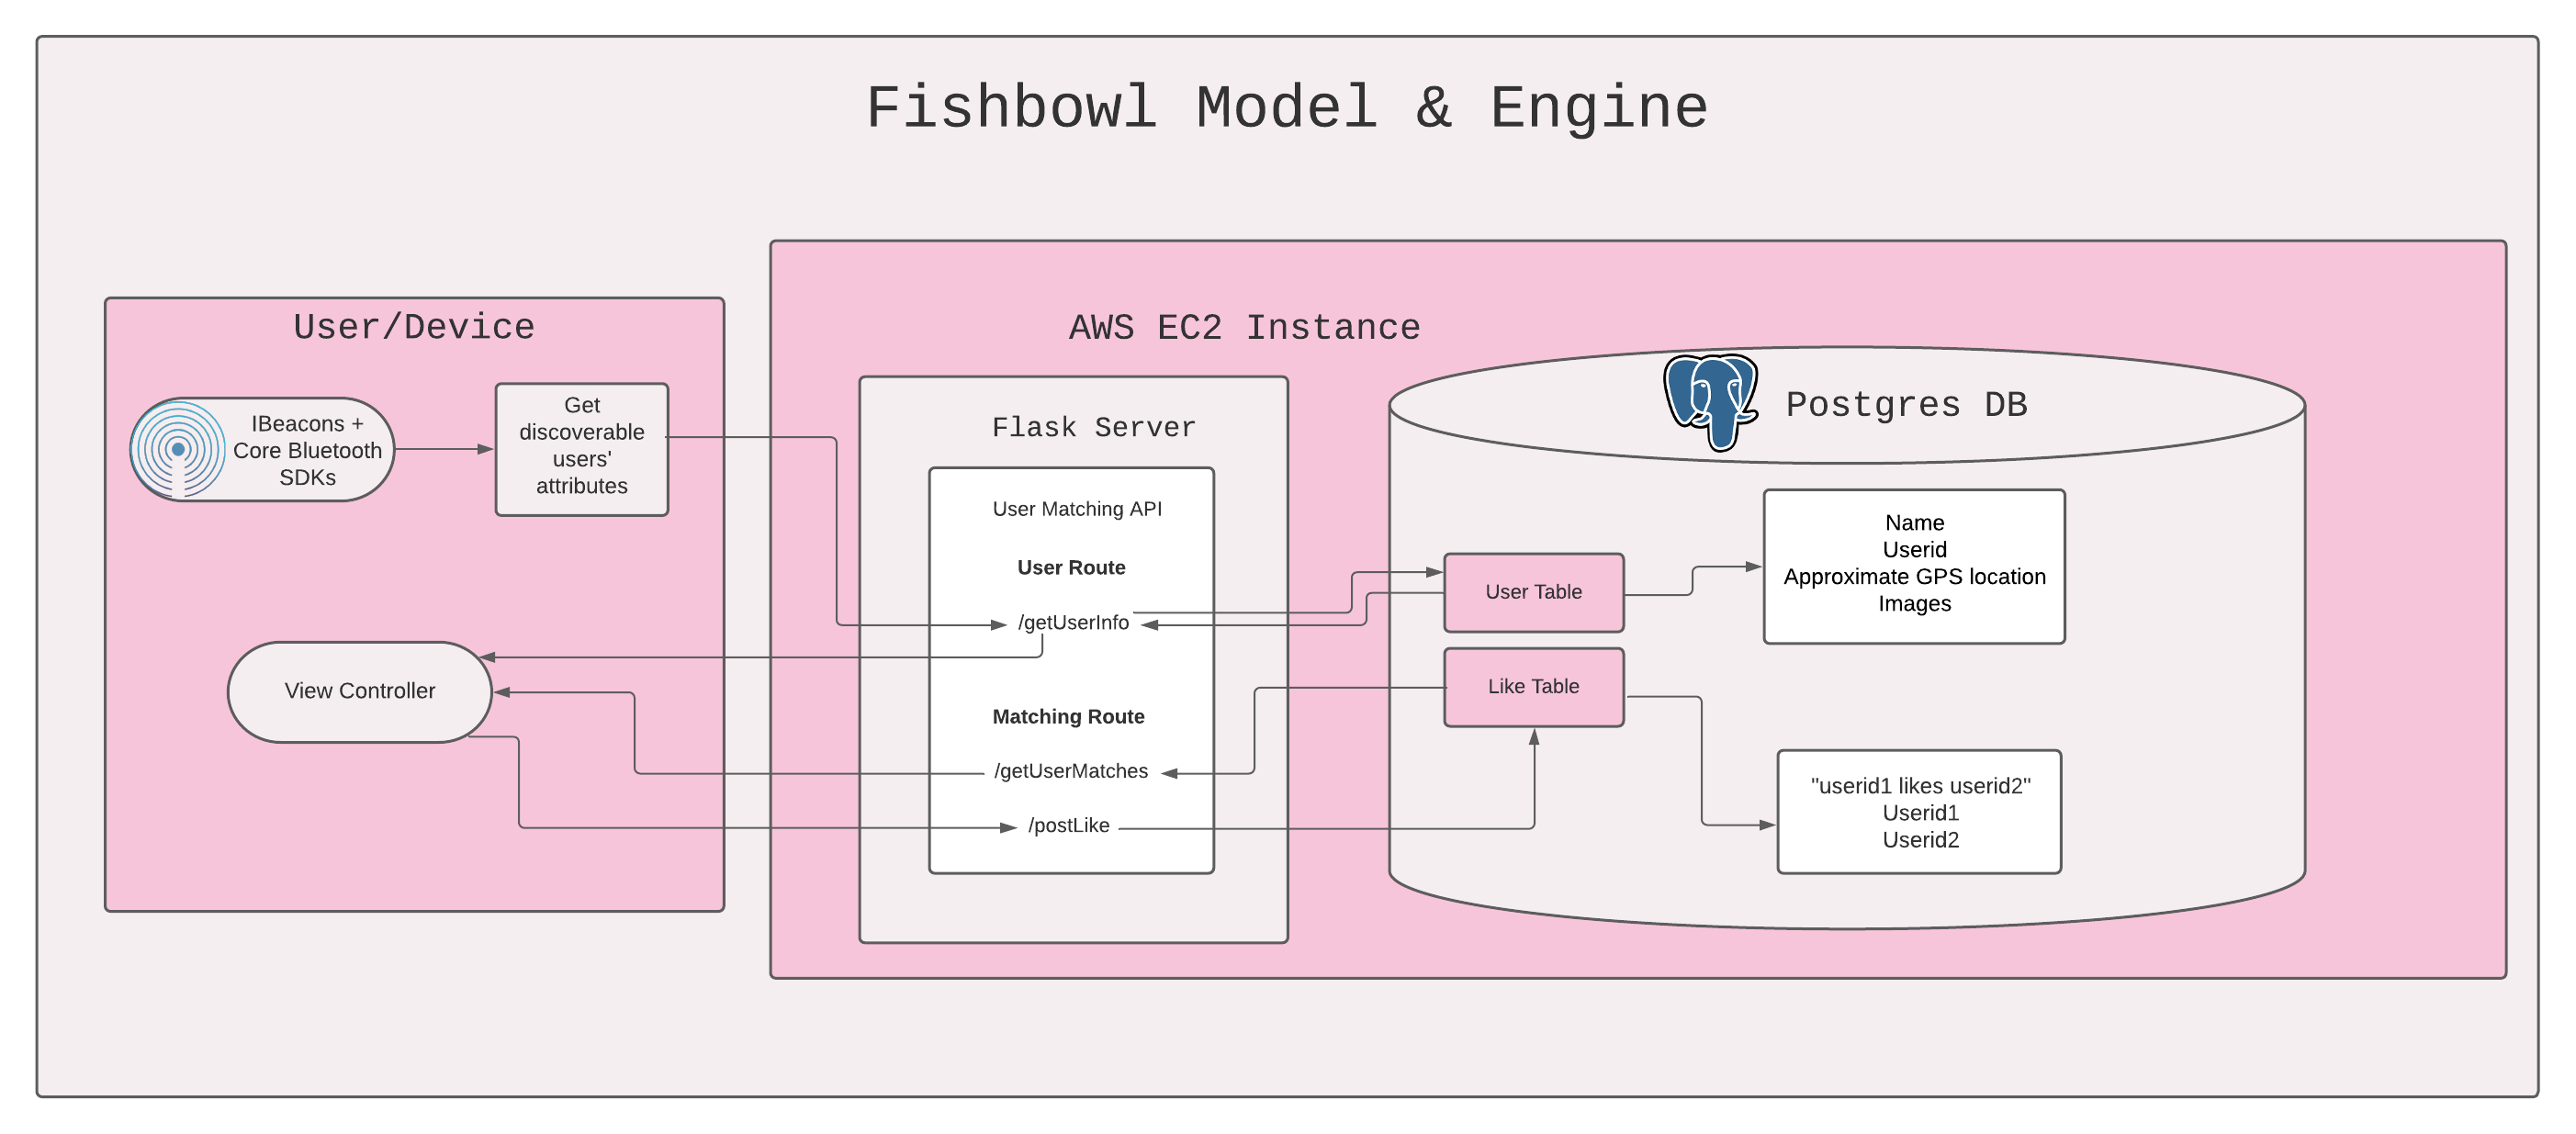 Fishbowl Model & Engine
User/Device
IBeacons +
Core Bluetooth
SDKs
Get
discoverable
users'
attributes
View Controller
AWS EC2 Instance
Flask Server
User Matching API
User Route
/getUserInfo
Matching Route
/getUserMatches
/postLike
Postgres DB
User Table
Like Table
Name
Userid
Approximate GPS location
Images
"userid1 likes userid2"
Userid1
Userid2